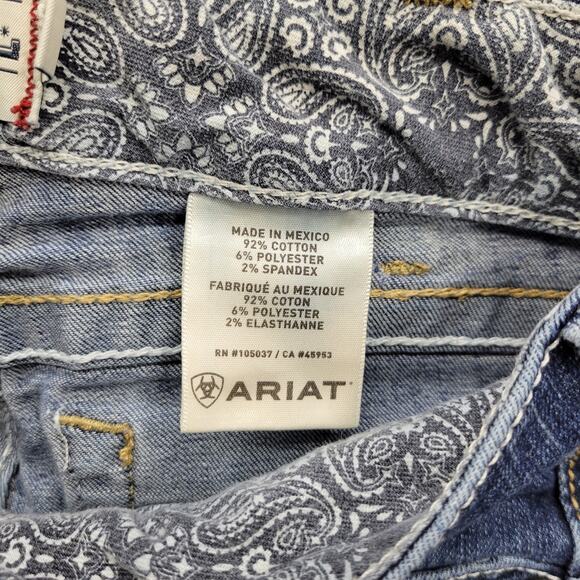 MADE IN MEXICO
92% COTTON
6% POLYESTER
2% SPANDEX
FABRIQUÉ AU MEXIQUE
92% COTON
6% POLYESTER
2% ELASTHANNE
RN #105037 / CA #45953
ARIAT